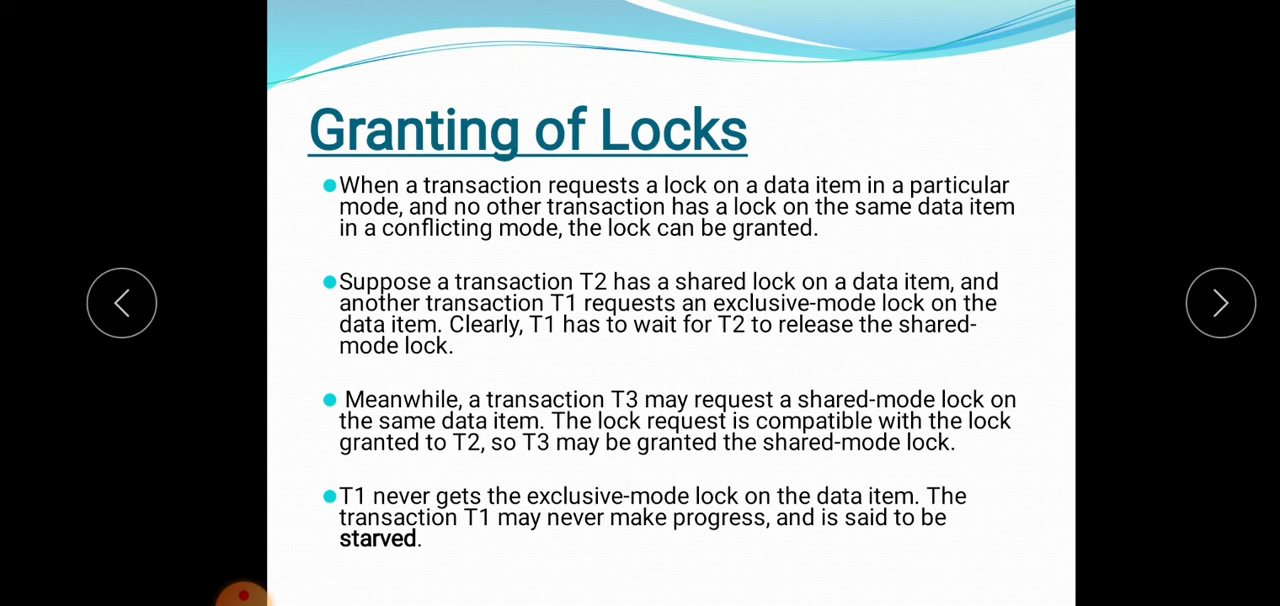 Granting of Locks
When a transaction requests a lock on a data item in a particular
mode, and no other transaction has a lock on the same data item
in a conflicting mode, the lock can be granted.
Suppose a transaction T2 has a shared lock on a data item, and
another transaction T1 requests an exclusive-mode lock on the
data item. Clearly, T1 has to wait for T2 to release the shared-
mode lock.
Meanwhile, a transaction T3 may request a shared-mode lock on
the same data item. The lock request is compatible with the lock
granted to T2, so T3 may be granted the shared-mode lock.
T1 never gets the exclusive-mode lock on the data item. The
transaction T1 may never make progress, and is said to be
starved.